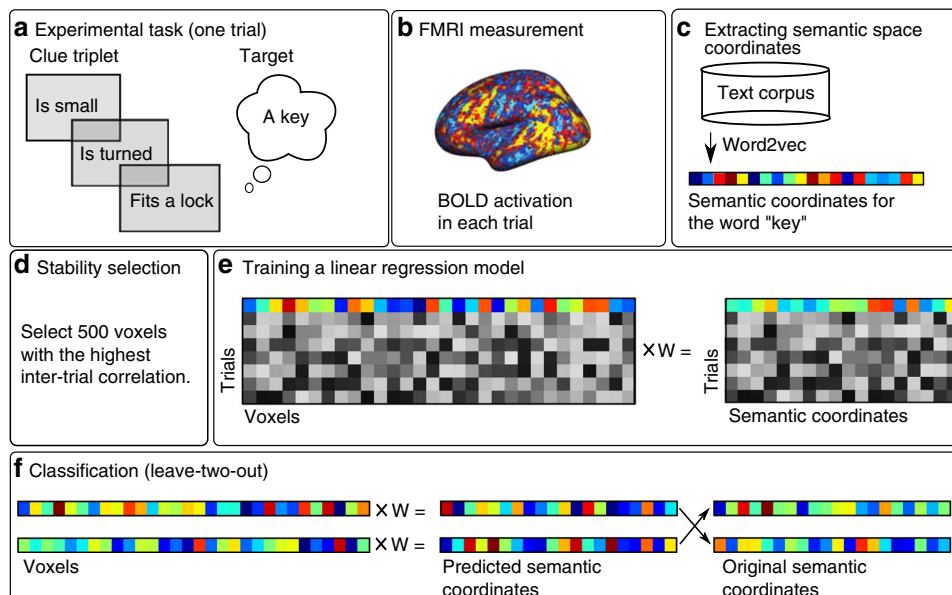 a Experimental task (one trial)
Clue triplet
Target
Is small
Is turned
Fits a lock
A key
b FMRI measurement
BOLD activation
in each trial
c Extracting semantic space
coordinates
Text corpus
Word2vec
Semantic coordinates for
the word "key"
d Stability selection
Select 500 voxels
with the highest
inter-trial correlation.
e Training a linear regression model
Trials
Voxels
× W =
Trials
Semantic coordinates
f Classification (leave-two-out)
× W =
× W =
Voxels
Predicted semantic
coordinates
Original semantic
coordinates